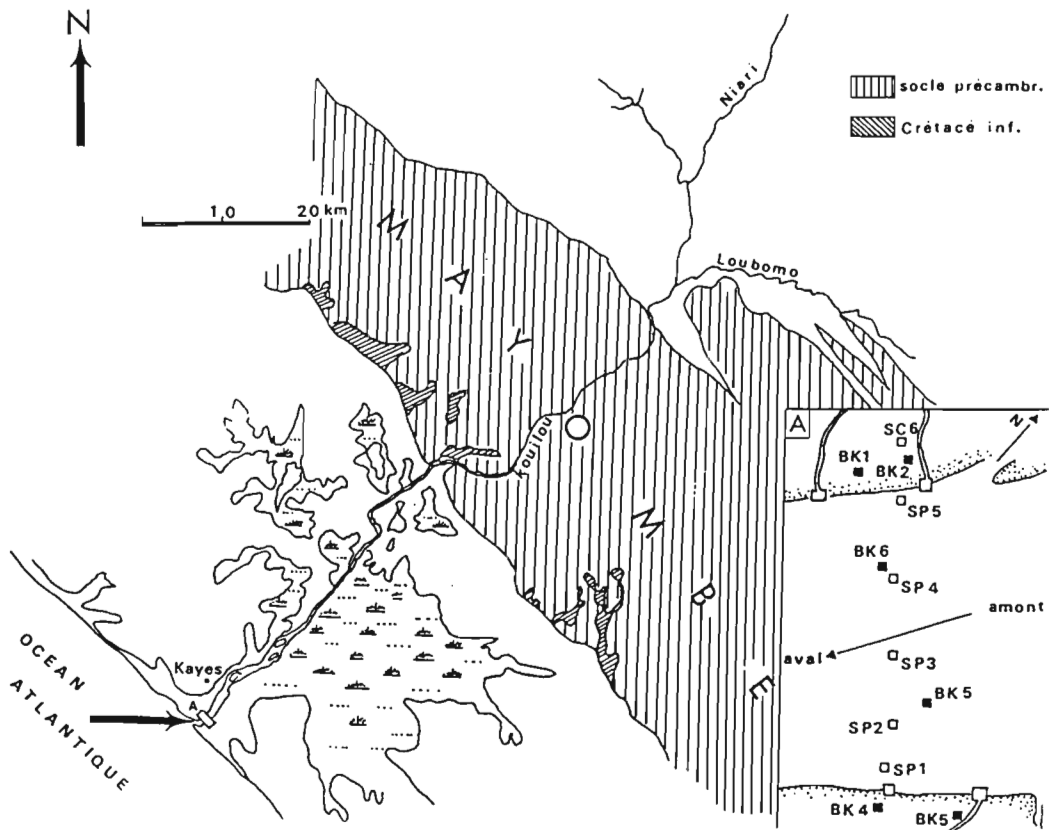 N
socle précambr.
Crétacé inf.
Niari
1,0 20 km
MAYUMBE
Loubomo
Kouilou
Kayes
A
OCEAN
ATLANTIQUE
A
N
SC6
BK1
BK2
SP5
BK6
SP4
amont
aval
SP3
BK5
SP2
SP1
BK4
BK5